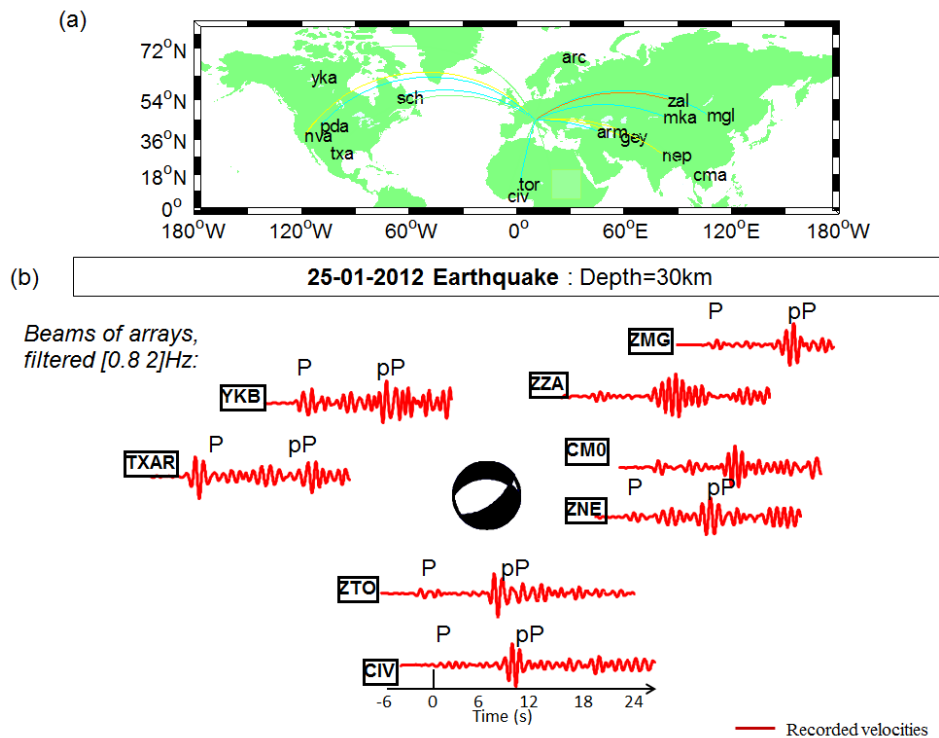 (a)
72°N
54°N
36°N
18°N
0°
180°W
120°W
60°W
0°
60°E
120°E
180°W
yka
sch
pda
nva
txa
arc
zal
mka
mgl
arm
gey
nep
cma
tor
civ
(b)
25-01-2012 Earthquake : Depth=30km
Beams of arrays,
filtered [0.8 2]Hz:
P pP
ZMG
P pP
YKB
ZZA
P pP
TXAR
CM0
P pP
ZNE
P pP
ZTO
P pP
CIV
-6 0 6 12 18 24
Time (s)
Recorded velocities